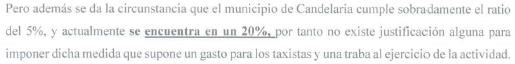 Pero además se da la circunstancia que el municipio de Candelaria cumple sobradamente el ratio
del 5%, y actualmente se encuentra en un 20%, por tanto no existe justificación alguna para
imponer dicha medida que supone un gasto para los taxistas y una traba al ejercicio de la actividad.